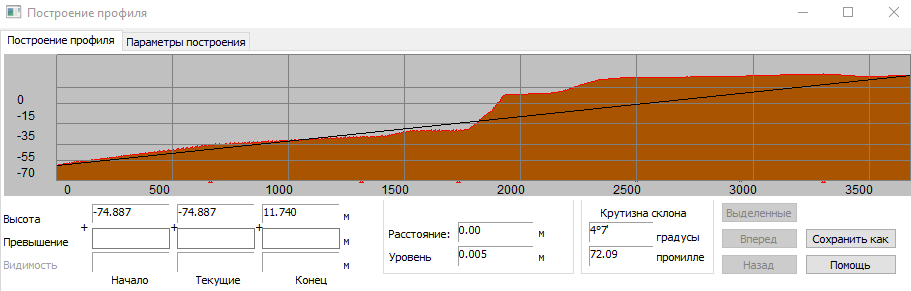 Построение профиля
Построение профиля Параметры построения
0
-15
-35
-55
-70
0 500 1000 1500 2000 2500 3000 3500
Высота -74.887 -74.887 11.740 м
Превышение + + + м
Видимость м
Начало Текущие Конец
Расстояние: 0.00 м
Уровень 0.005 м
Крутизна склона
4°7' градусы
72.09 промилле
Выделенные
Вперед Сохранить как
Назад Помощь